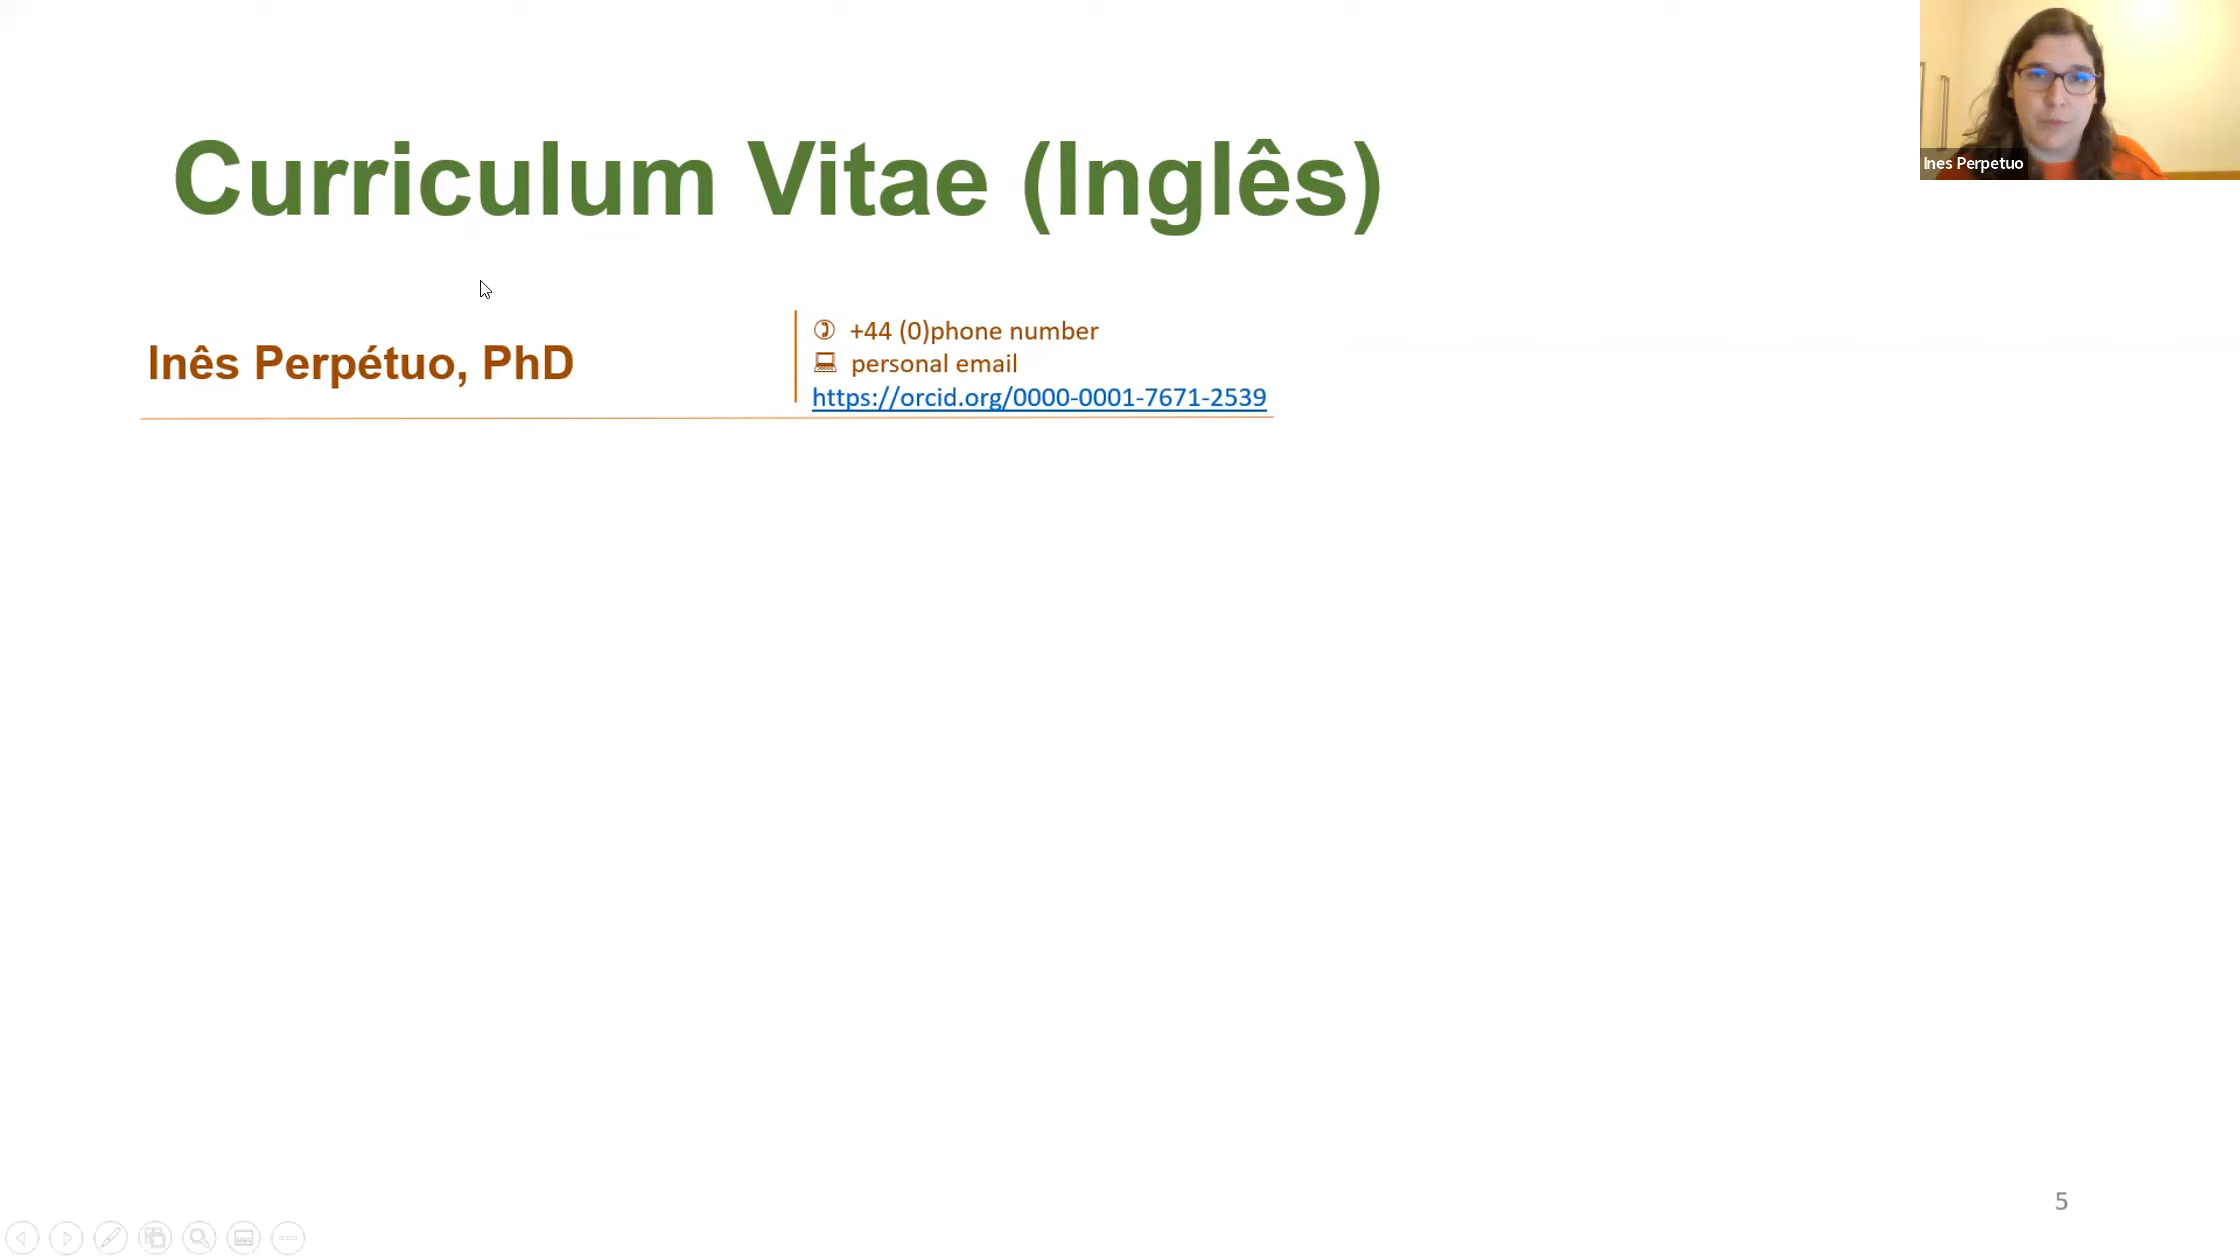 Curriculum Vitae (Inglês)
Ines Perpetuo
Inês Perpétuo, PhD
+44 (0)phone number
personal email
https://orcid.org/0000-0001-7671-2539
5